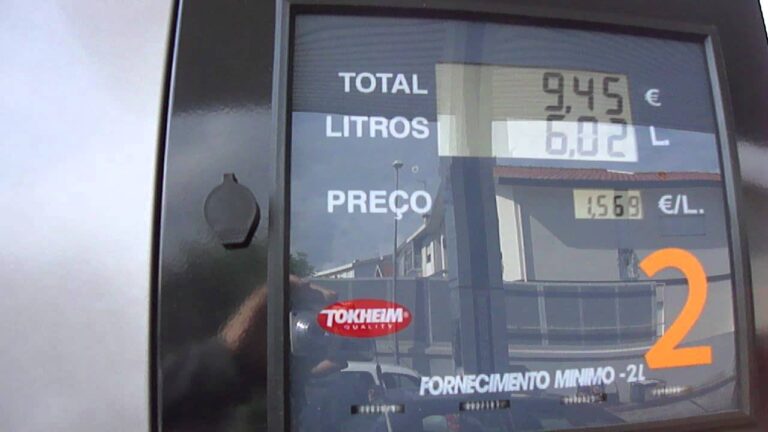 TOTAL 9,45 €
LITROS 6,02 L
PREÇO 1,569 €/L.
2
TOKHEIM
QUALITY
FORNECIMENTO MINIMO -2L